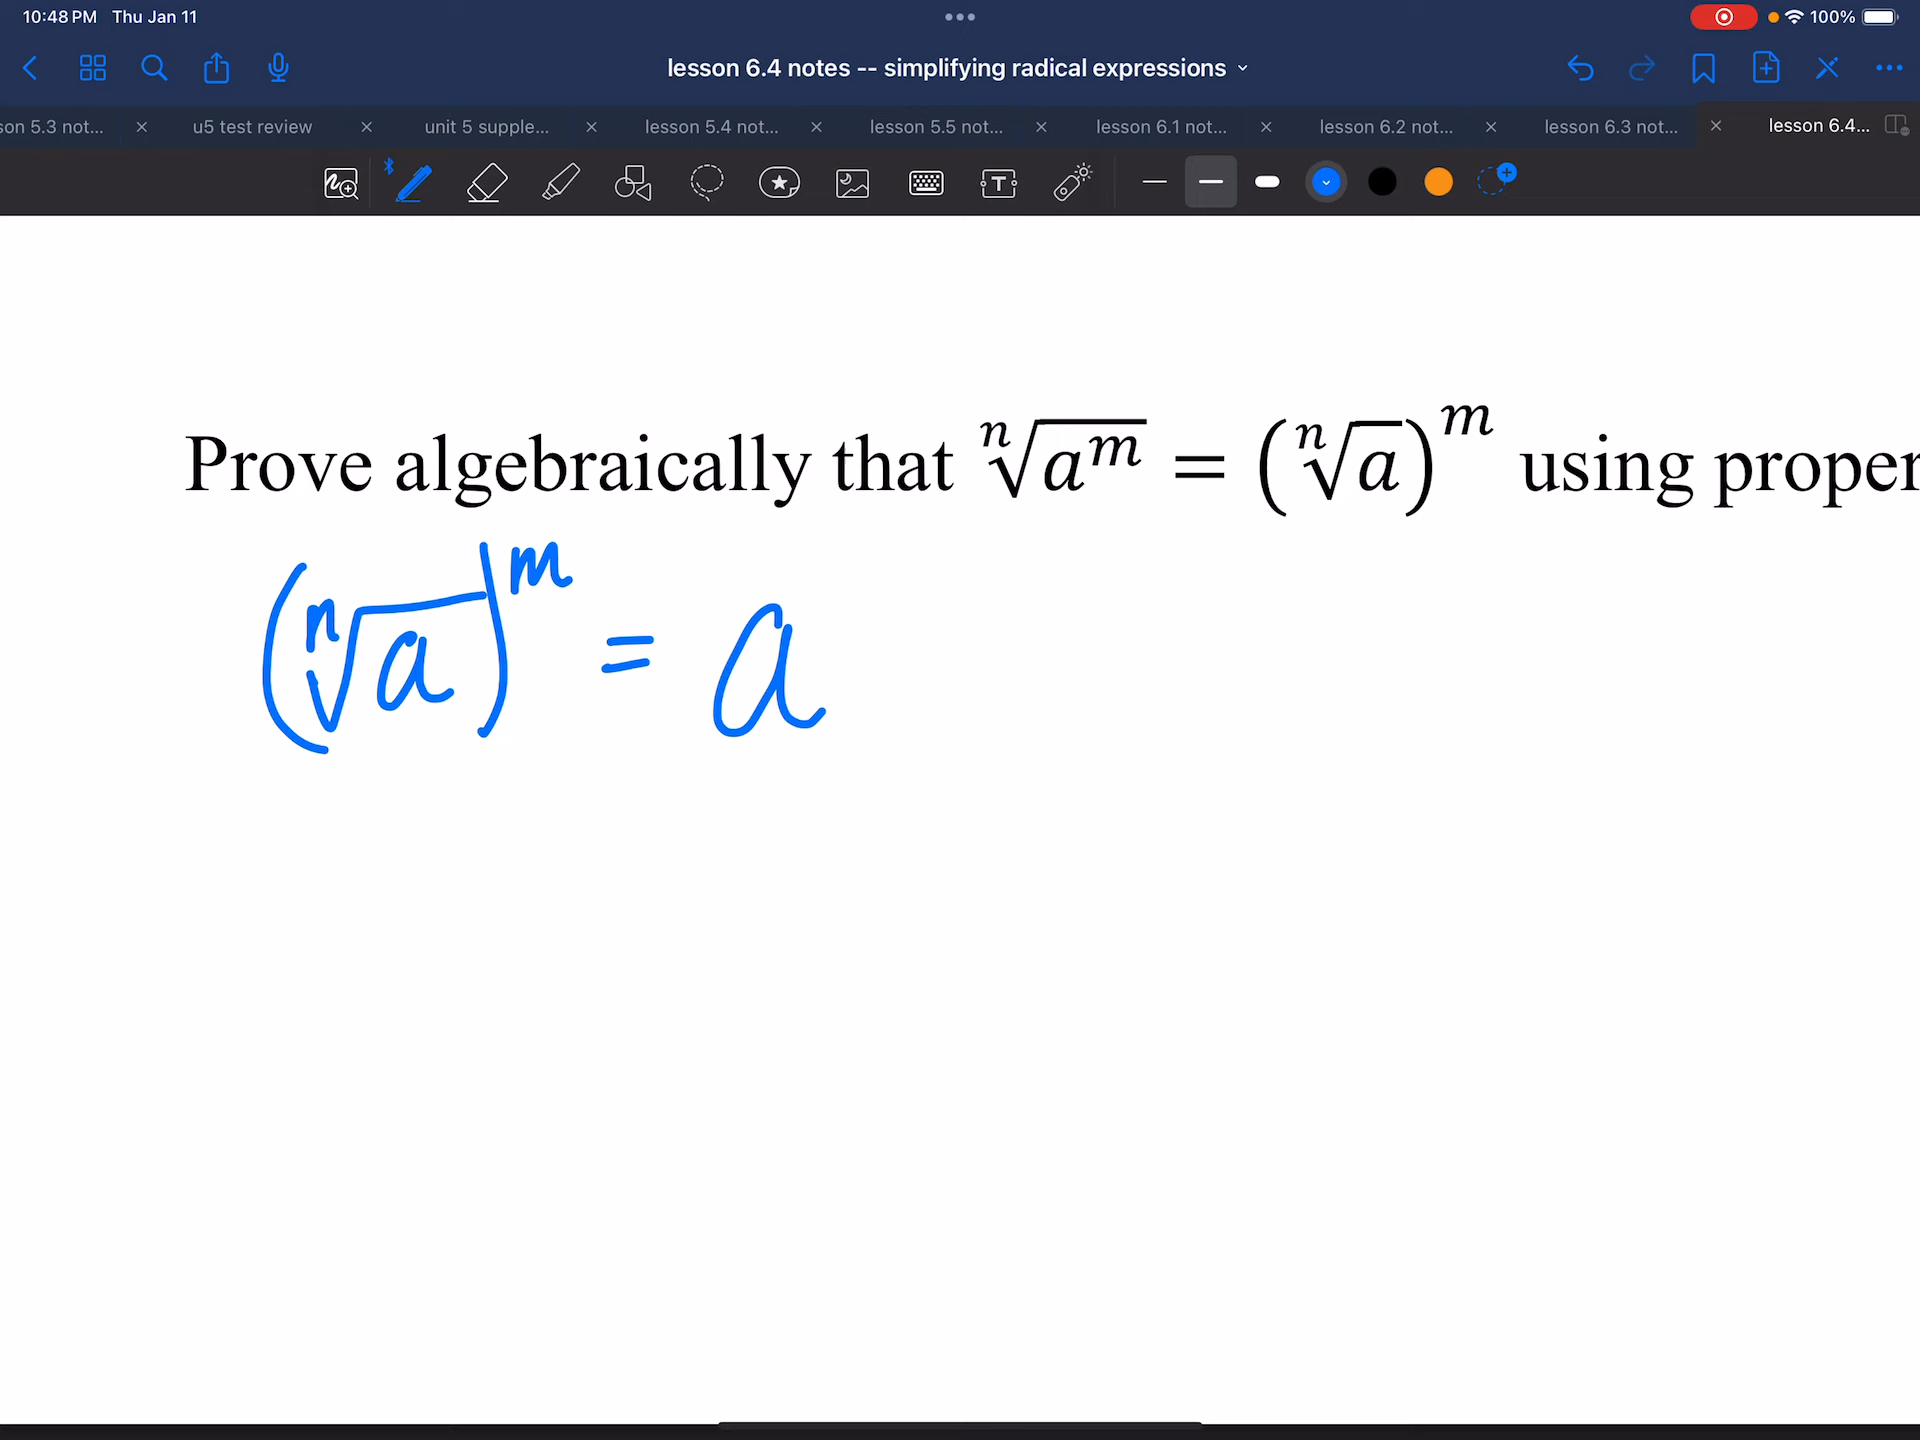 10:48 PM Thu Jan 11 100%
lesson 6.4 notes -- simplifying radical expressions
son 5.3 not... u5 test review unit 5 supple... lesson 5.4 not... lesson 5.5 not... lesson 6.1 not... lesson 6.2 not... lesson 6.3 not... lesson 6.4...
Prove algebraically that ⁿ√aᵐ = (ⁿ√a)ᵐ using proper
(ⁿ√a)ᵐ = a